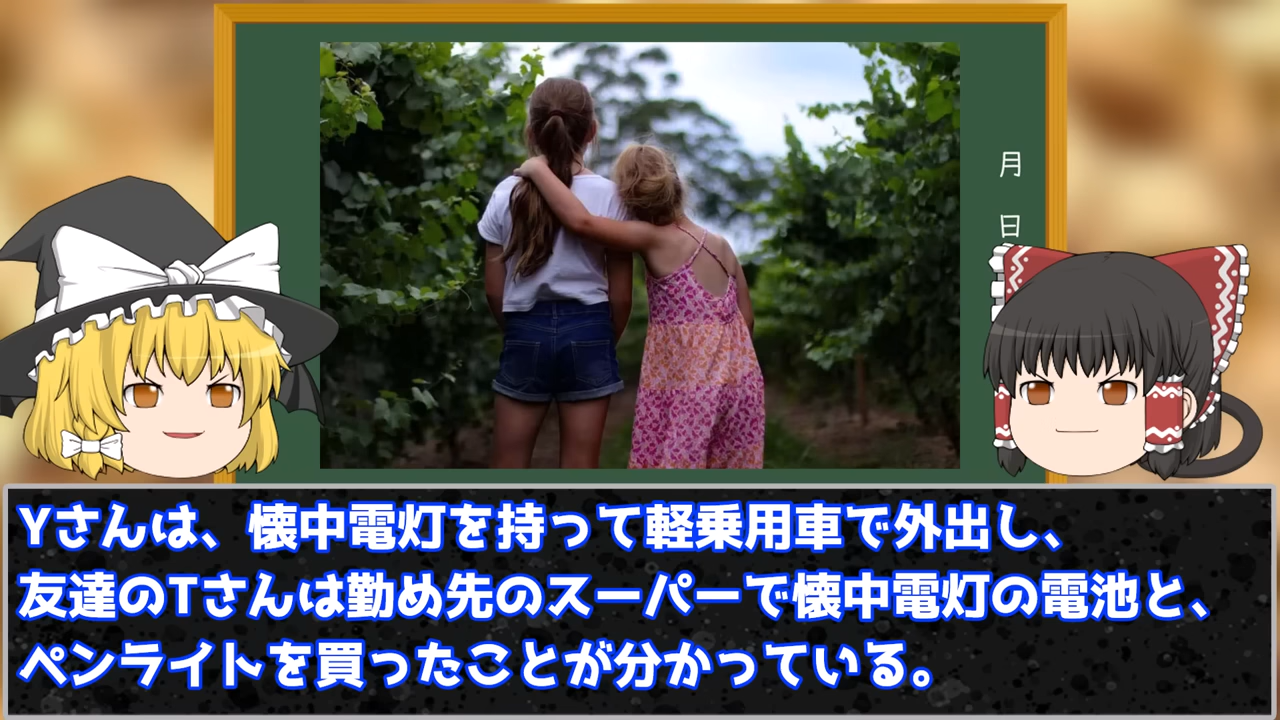 月
日
Yさんは、懐中電灯を持って軽乗用車で外出し、
友達のTさんは勤め先のスーパーで懐中電灯の電池と、
ペンライトを買ったことが分かっている。